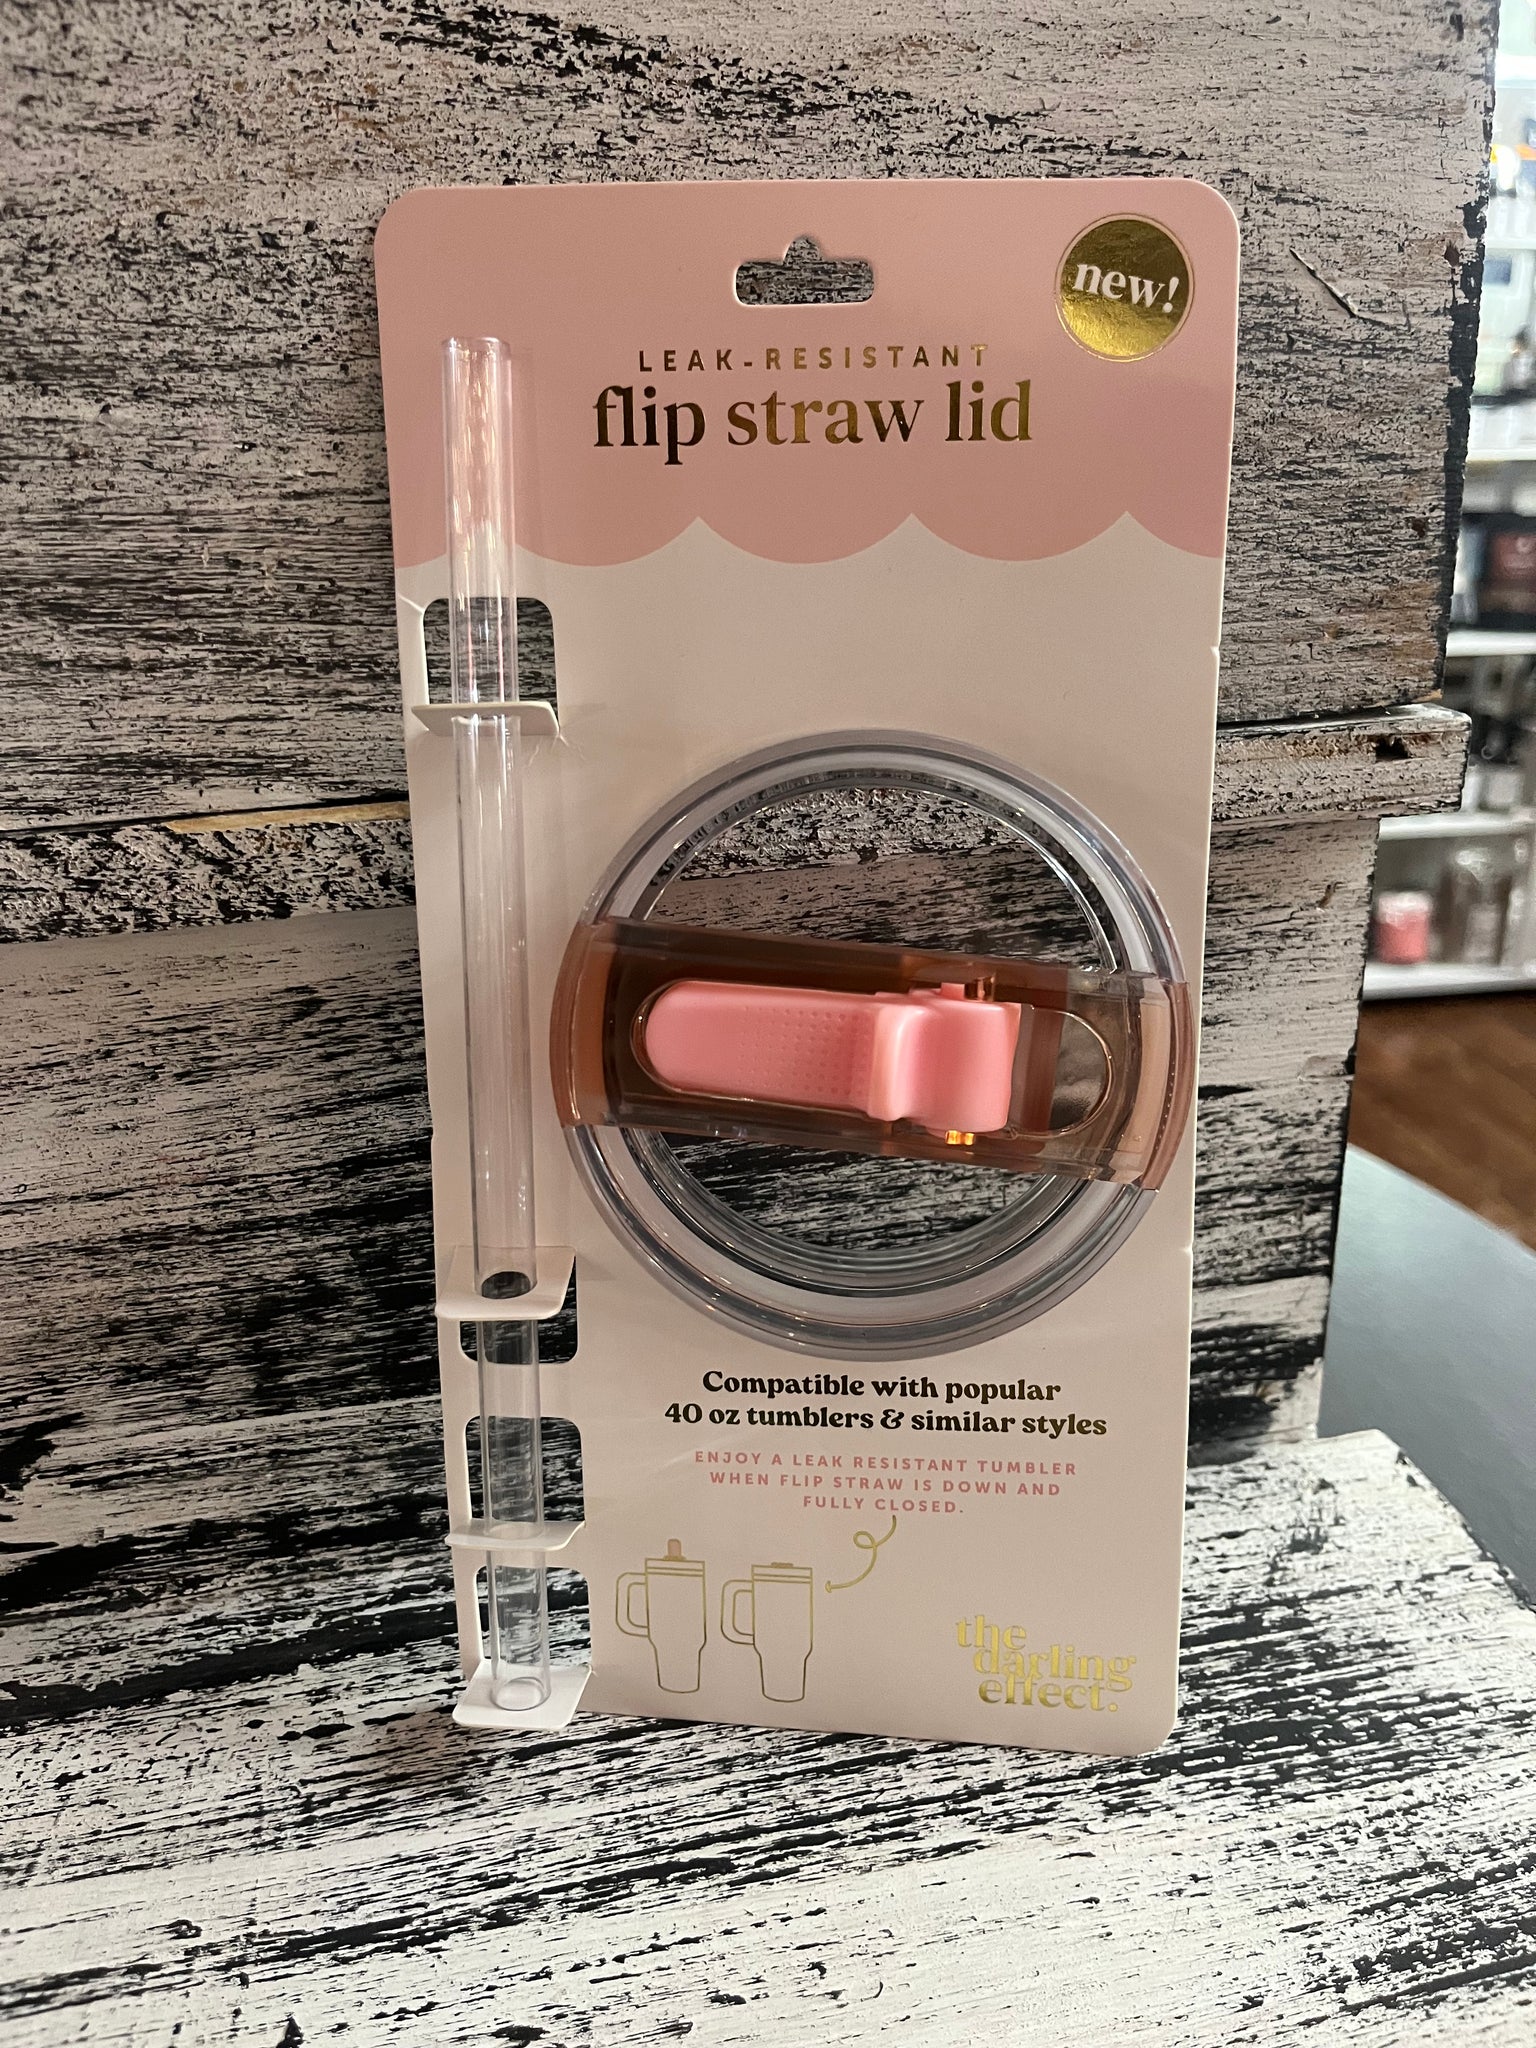 new!
LEAK-RESISTANT
flip straw lid
Compatible with popular
40 oz tumblers & similar styles
ENJOY A LEAK RESISTANT TUMBLER
WHEN FLIP STRAW IS DOWN AND
FULLY CLOSED.
the
darling
effect.